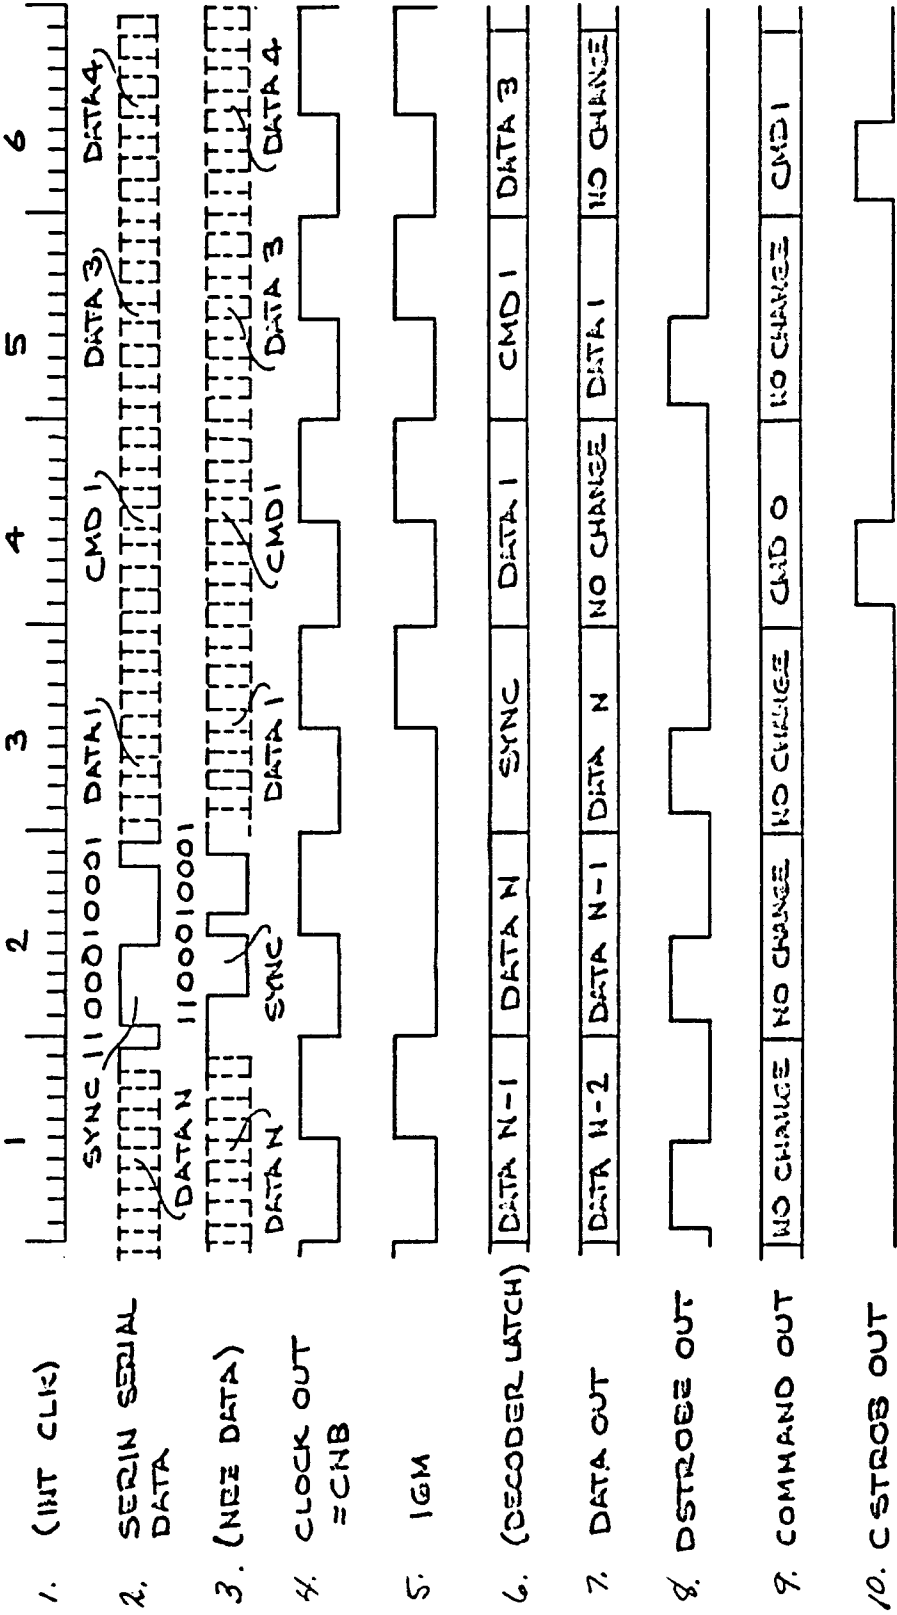 1. (INT CLK)
1 2 3 4 5 6
2. SERIN SERIAL
DATA
SYNC 1100010001 DATA 1 CMD 1 DATA 3 DATA 4
DATA N
3. (NRZ DATA)
1100010001
DATA N SYNC DATA 1 CMD 1 DATA 3 DATA 4
4. CLOCK OUT
=CNB
5. IGM
6. (DECODER LATCH)
DATA N-1 DATA N SYNC DATA 1 CMD 1 DATA 3
7. DATA OUT
DATA N-2 DATA N-1 DATA N NO CHANGE DATA 1 NO CHANGE
8. DSTROBE OUT
9. COMMAND OUT
NO CHANGE NO CHANGE NO CHANGE CMD 0 NO CHANGE CMD 1
10. CSTROB OUT